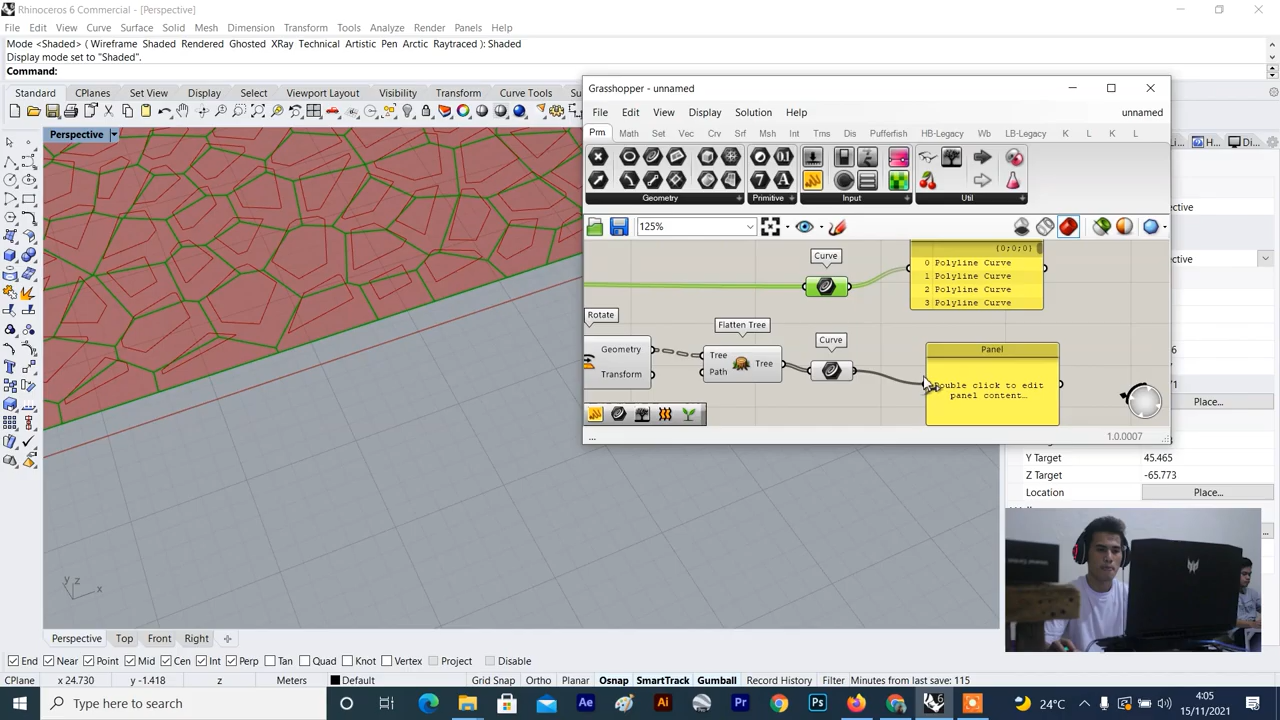 Rhinoceros 6 Commercial - [Perspective]
File Edit View Curve Surface Solid Mesh Dimension Transform Tools Analyze Render Panels Help
Mode <Shaded> ( Wireframe Shaded Rendered Ghosted XRay Technical Artistic Pen Arctic Raytraced ): Shaded
Display mode set to "Shaded".
Command:
Standard CPlanes Set View Display Select Viewport Layout Visibility Transform Curve Tools
Perspective
Grasshopper - unnamed
File Edit View Display Solution Help unnamed
Prm Math Set Vec Crv Srf Msh Int Trns Dis Pufferfish HB-Legacy Wb LB-Legacy K L K L
Geometry Primitive Input Util
125%
Curve
{0;0;0}
0 Polyline Curve
1 Polyline Curve
2 Polyline Curve
3 Polyline Curve
Rotate
Geometry
Transform
Flatten Tree
Tree
Path
Tree
Curve
Panel
Double click to edit panel content...
...
1.0.0007
Place...
Y Target 45.465
Z Target -65.773
Location Place...
y z x
Perspective Top Front Right
End Near Point Mid Cen Int Perp Tan Quad Knot Vertex Project Disable
CPlane x 24.730 y -1.418 z Meters Default Grid Snap Ortho Planar Osnap SmartTrack Gumball Record History Filter Minutes from last save: 115
Type here to search
24°C
4:05
15/11/2021